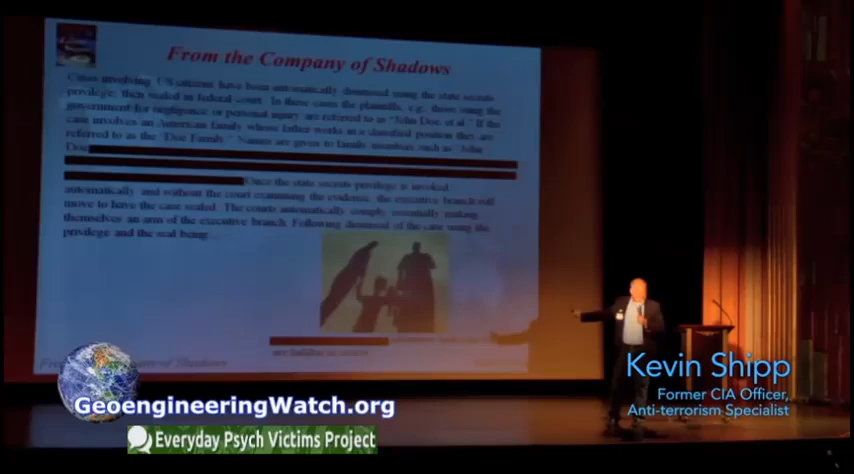 From the Company of Shadows
Cases involving US citizens have been automatically dismissed using the state secrets
privilege; then sealed in federal court. In these cases the plaintiffs, e.g., those suing the
government for negligence or personal injury are referred to as "John Doe, et al." If the
case involves an American family whose father works in a classified position they are
referred to as the "Doe Family." Names are given to family members such as "John
Doe
Once the state secrets privilege is invoked
automatically and without the court examining the evidence, the executive branch will
move to have the case sealed. The courts automatically comply essentially making
themselves an arm of the executive branch. Following dismissal of the case using the
privilege and the seal being
of Shadows
GeoengineeringWatch.org
Everyday Psych Victims Project
Kevin Shipp
Former CIA Officer,
Anti-terrorism Specialist